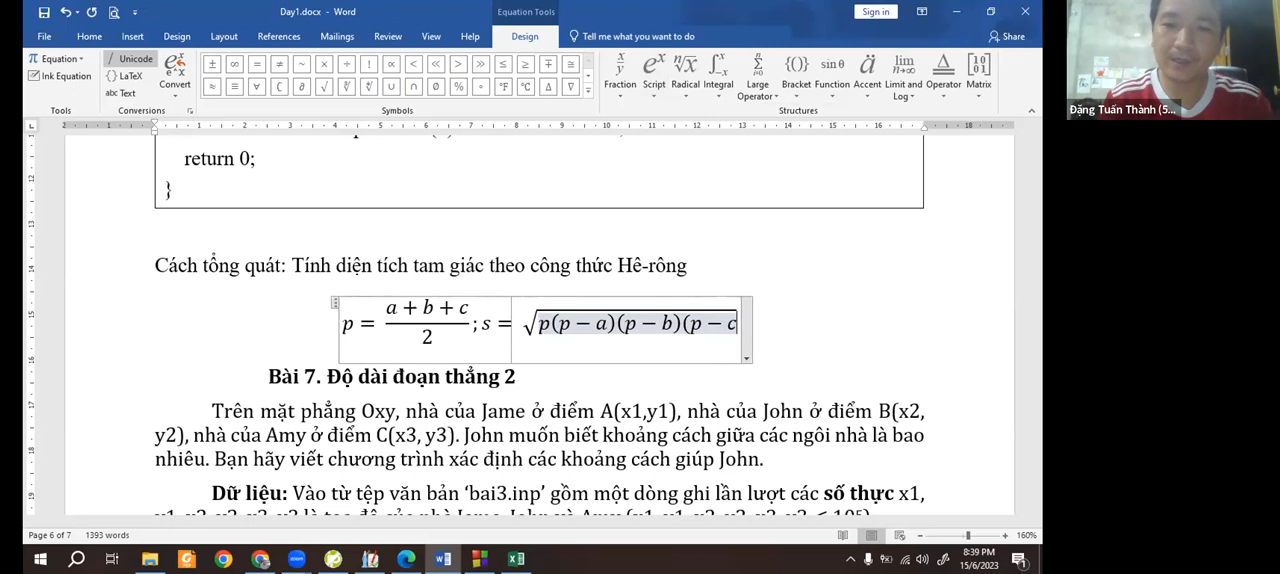 Day1.docx - Word
Equation Tools
Sign in
File Home Insert Design Layout References Mailings Review View Help Design Tell me what you want to do Share
π Equation
Unicode
Ink Equation
{} LaTeX
abc Text
Convert
Fraction Script Radical Integral Large Operator Bracket Function Accent Limit and Log Operator Matrix
Tools Conversions Symbols Structures
Đặng Tuấn Thành (5...
return 0;
}
Cách tổng quát: Tính diện tích tam giác theo công thức Hê-rông
p = (a + b + c)/2 ; s = √p(p − a)(p − b)(p − c
Bài 7. Độ dài đoạn thẳng 2
Trên mặt phẳng Oxy, nhà của Jame ở điểm A(x1,y1), nhà của John ở điểm B(x2,
y2), nhà của Amy ở điểm C(x3, y3). John muốn biết khoảng cách giữa các ngôi nhà là bao
nhiêu. Bạn hãy viết chương trình xác định các khoảng cách giúp John.
Dữ liệu: Vào từ tệp văn bản ‘bai3.inp’ gồm một dòng ghi lần lượt các số thực x1,
Page 6 of 7 1393 words
160%
8:39 PM
15/6/2023